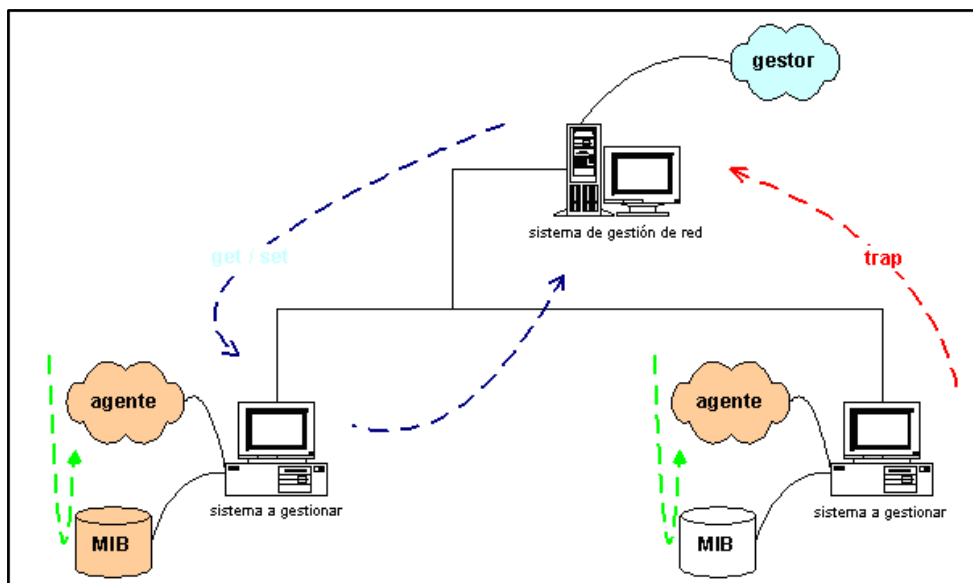 gestor
sistema de gestión de red
get / set
trap
agente
agente
sistema a gestionar
sistema a gestionar
MIB
MIB